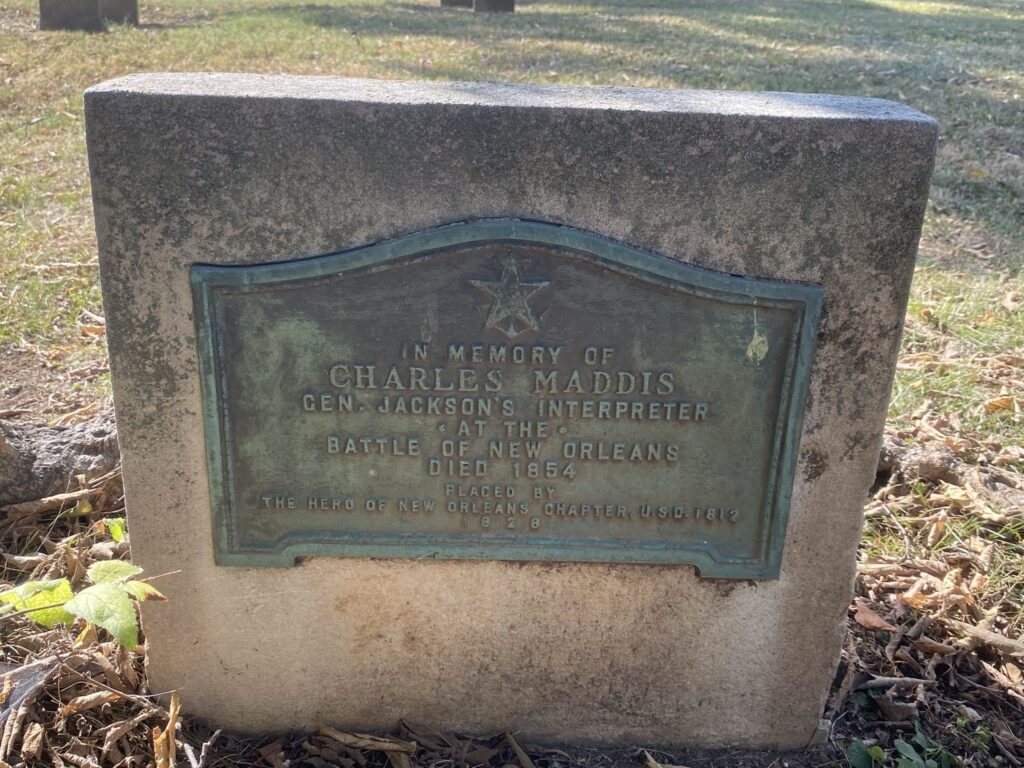 IN MEMORY OF
CHARLES MADDIS
GEN. JACKSON'S INTERPRETER
· AT THE ·
BATTLE OF NEW ORLEANS
DIED 1854
PLACED BY
THE HERO OF NEW ORLEANS CHAPTER, U.S.D. 1812
1928